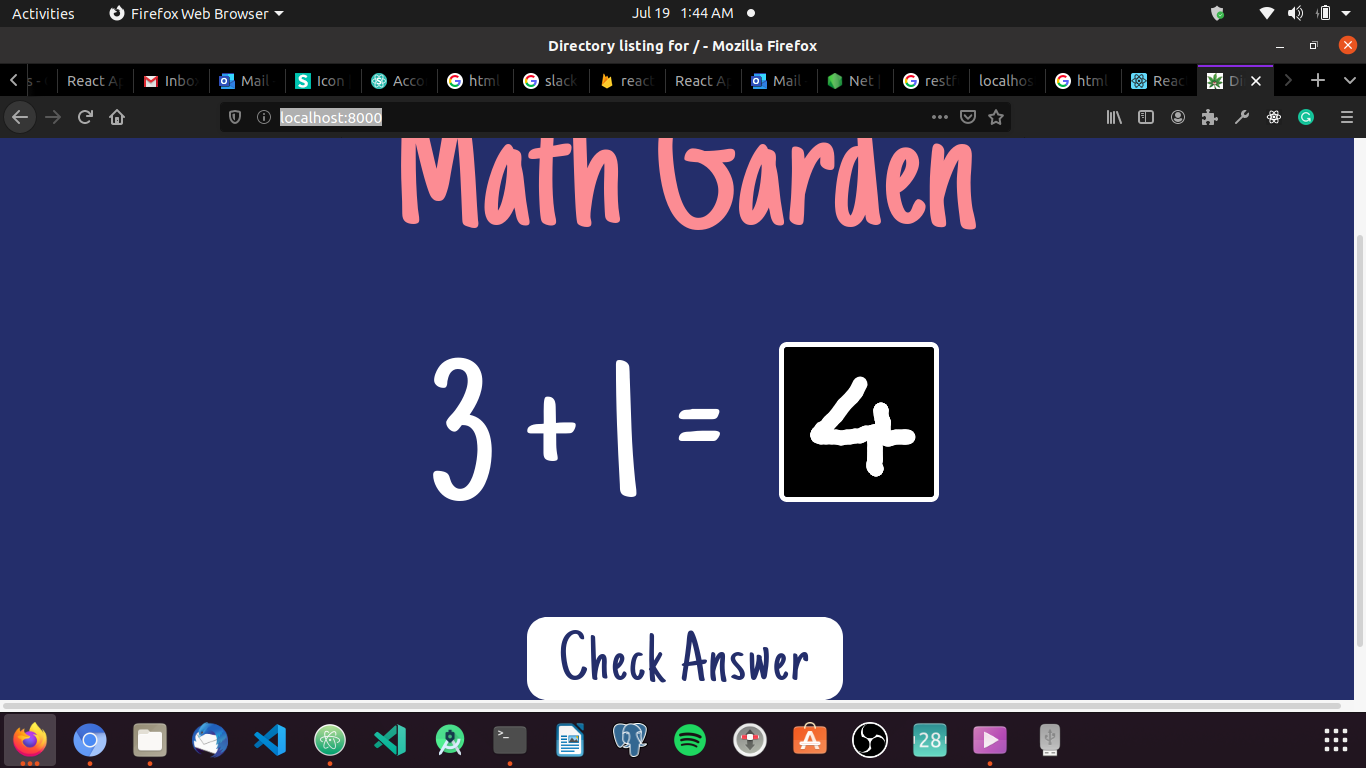 Activities Firefox Web Browser Jul 19 1:44 AM
Directory listing for / - Mozilla Firefox
React Ap Inbo Mail Icon Acco html slack react React Ap Mail Net restf localhos html Reac Di
localhost:8000
Math Garden
3 + 1 = 4
Check Answer
28